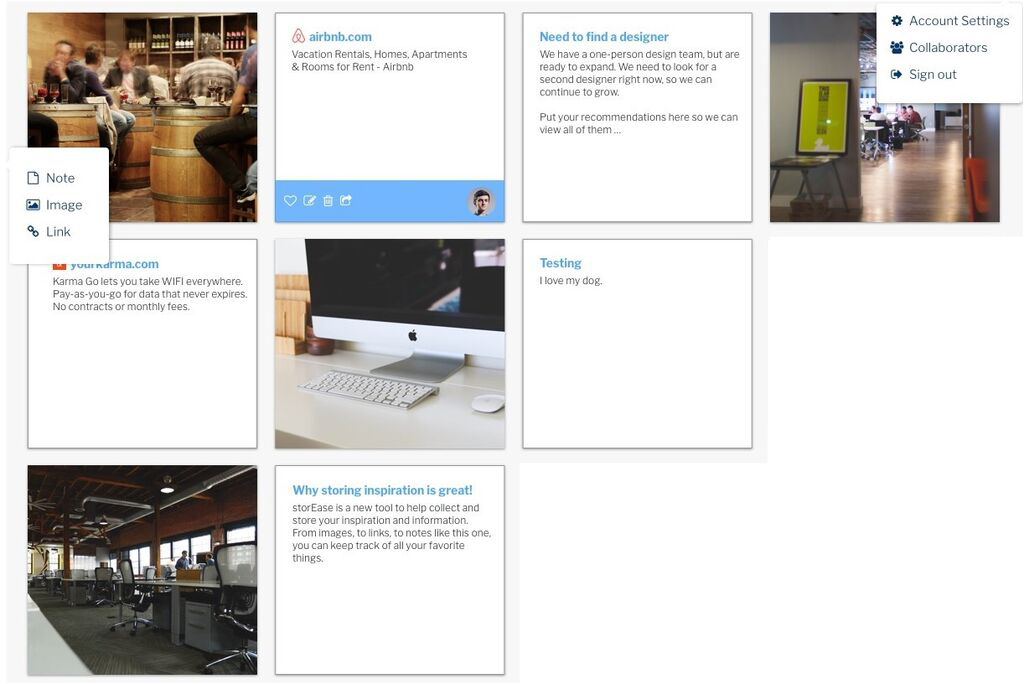 airbnb.com
Vacation Rentals, Homes, Apartments
& Rooms for Rent - Airbnb
Need to find a designer
We have a one-person design team, but are
ready to expand. We need to look for a
second designer right now, so we can
continue to grow.
Put your recommendations here so we can
view all of them ...
Account Settings
Collaborators
Sign out
Note
Image
Link
yourkarma.com
Karma Go lets you take WIFI everywhere.
Pay-as-you-go for data that never expires.
No contracts or monthly fees.
Testing
I love my dog.
Why storing inspiration is great!
storEase is a new tool to help collect and
store your inspiration and information.
From images, to links, to notes like this one,
you can keep track of all your favorite
things.